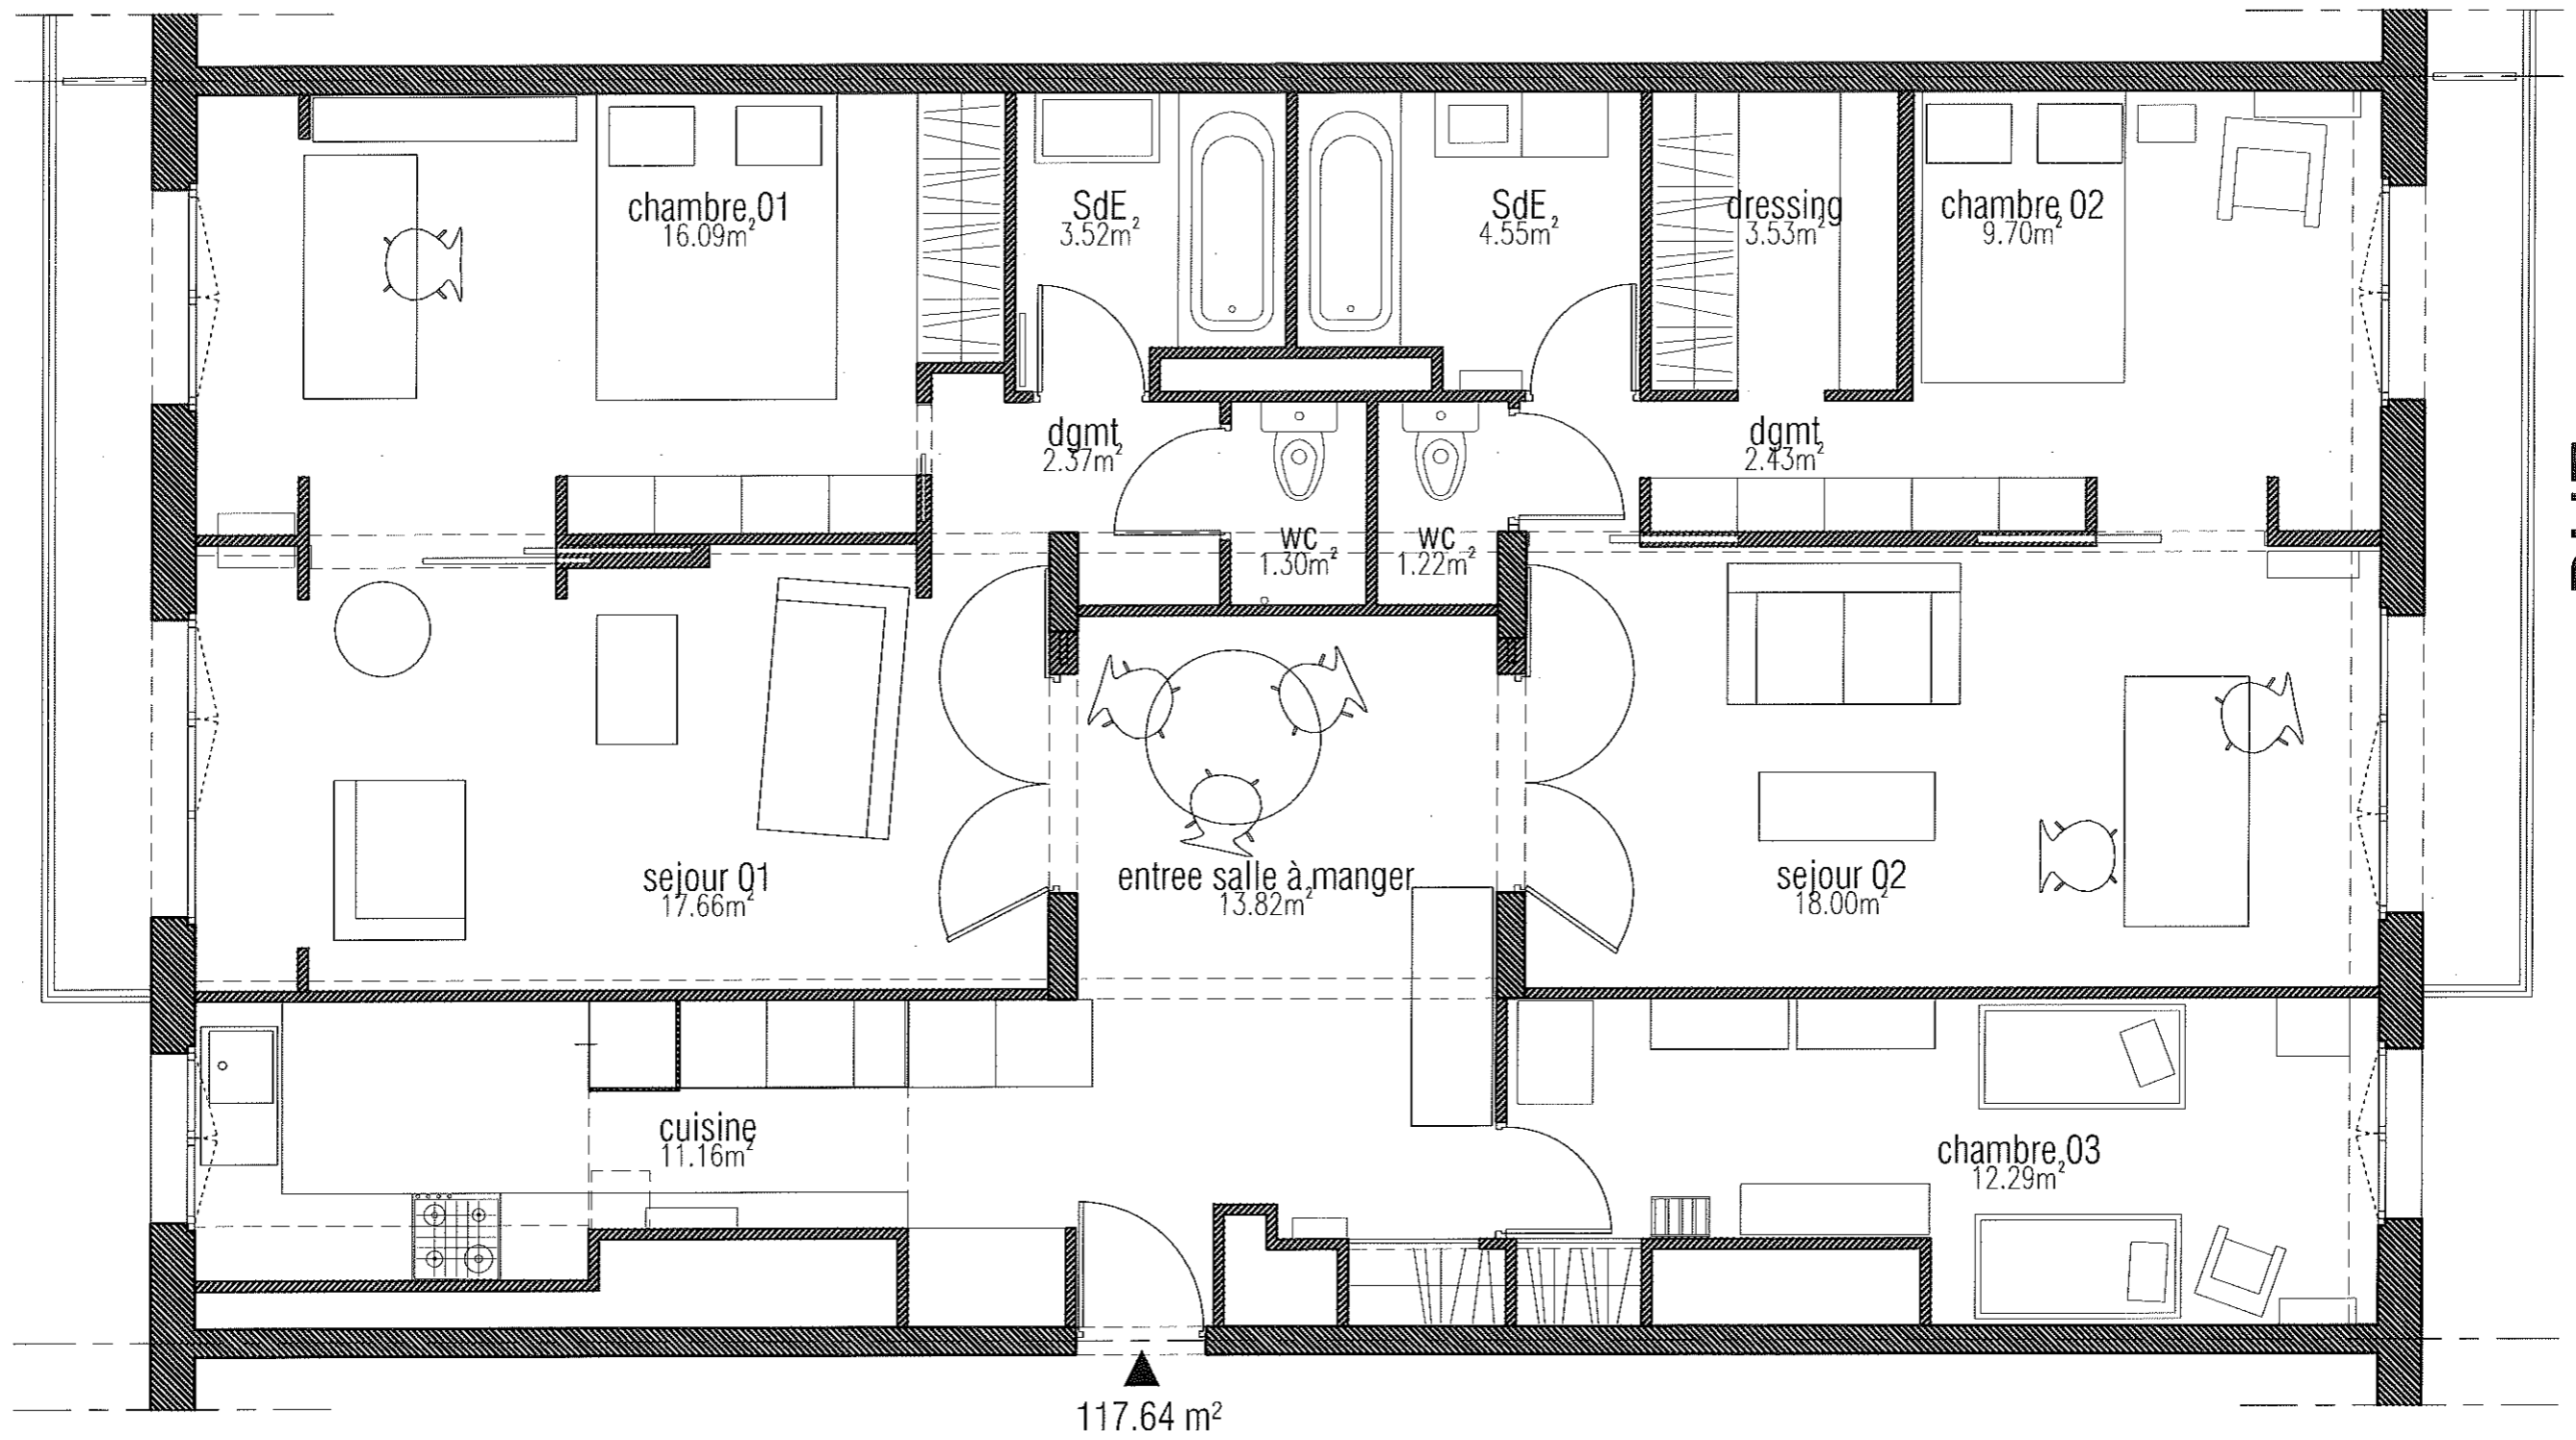 chambre 01
16.09m²
SdE
3.52m²
SdE
4.55m²
dressing
3.53m²
chambre 02
9.70m²
dgmt
2.37m²
dgmt
2.43m²
wc
1.30m²
wc
1.22m²
sejour 01
17.66m²
entree salle à manger
13.82m²
sejour 02
18.00m²
cuisine
11.16m²
chambre 03
12.29m²
117.64 m²